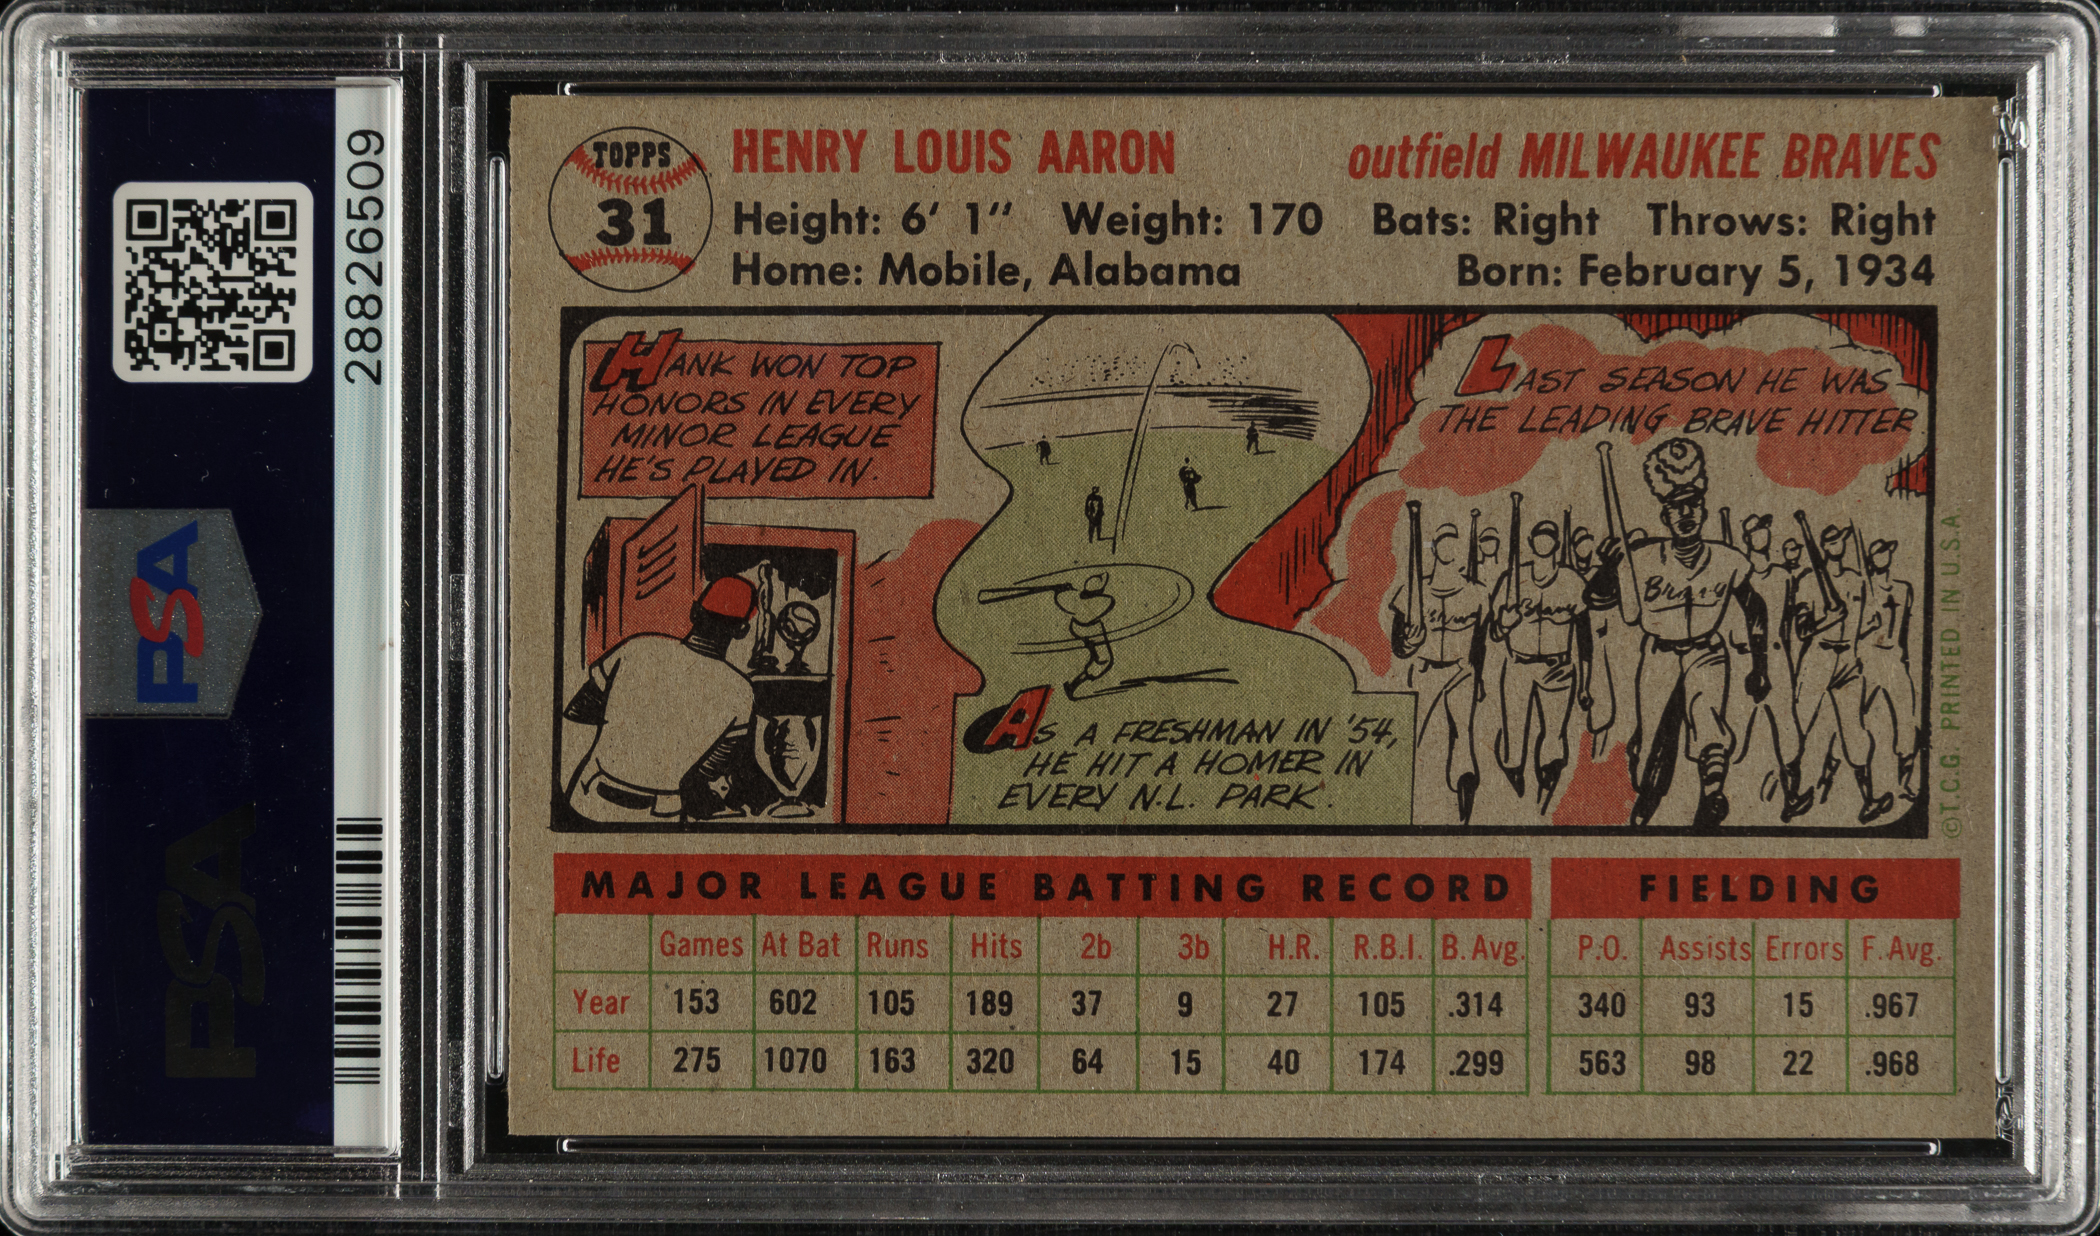 28826509
PSA
PSA
TOPPS
31
HENRY LOUIS AARON
outfield MILWAUKEE BRAVES
Height: 6' 1" Weight: 170 Bats: Right Throws: Right
Home: Mobile, Alabama Born: February 5, 1934
HANK WON TOP
HONORS IN EVERY
MINOR LEAGUE
HE'S PLAYED IN.
AS A FRESHMAN IN '54,
HE HIT A HOMER IN
EVERY N.L. PARK.
LAST SEASON HE WAS
THE LEADING BRAVE HITTER
©T.C.G. PRINTED IN U.S.A.
MAJOR LEAGUE BATTING RECORD
Games At Bat Runs Hits 2b 3b H.R. R.B.I. B. Avg.
Year 153 602 105 189 37 9 27 105 .314
Life 275 1070 163 320 64 15 40 174 .299
FIELDING
P.O. Assists Errors F. Avg.
340 93 15 .967
563 98 22 .968